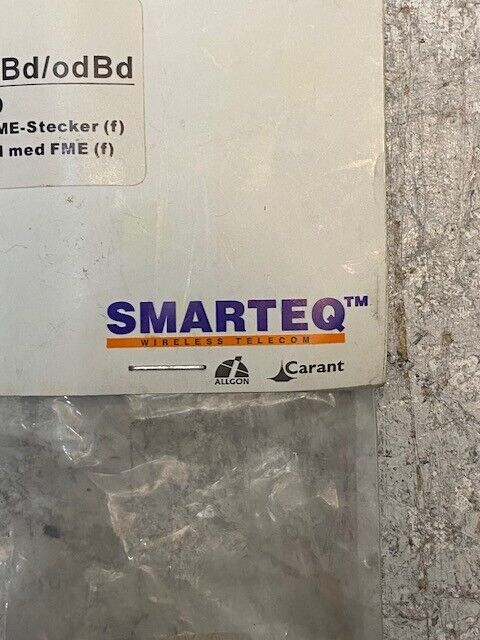 Bd/odBd
)
ME-Stecker (f)
l med FME (f)
SMARTEQ™
WIRELESS TELECOM
ALLGON
Carant